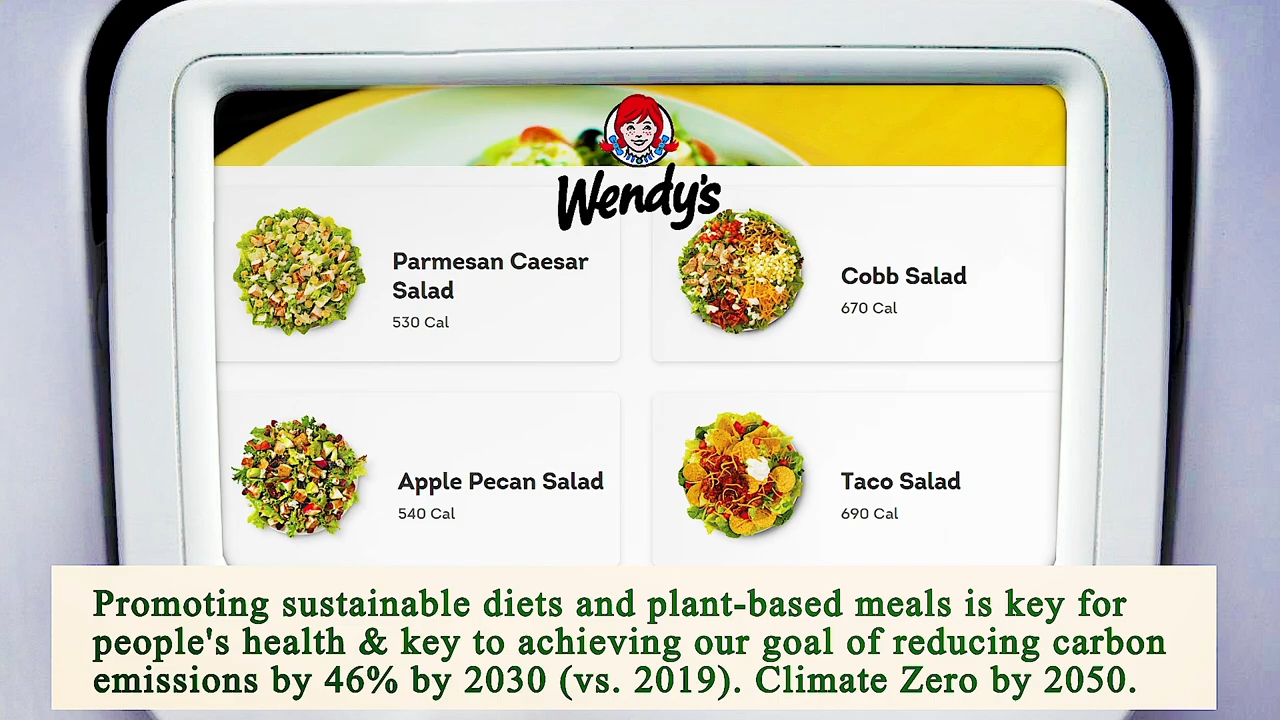 Wendy's
Parmesan Caesar
Salad
530 Cal
Cobb Salad
670 Cal
Apple Pecan Salad
540 Cal
Taco Salad
690 Cal
Promoting sustainable diets and plant-based meals is key for
people's health & key to achieving our goal of reducing carbon
emissions by 46% by 2030 (vs. 2019). Climate Zero by 2050.